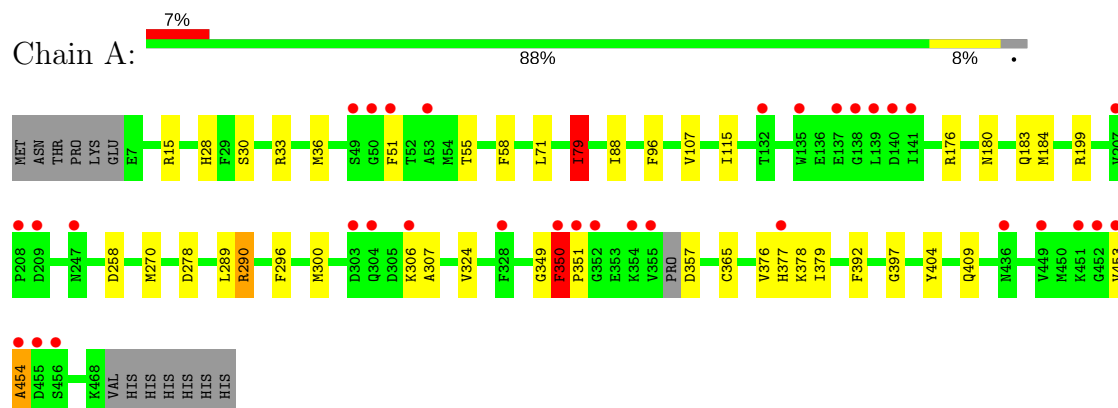 7%
Chain A:
88% 8% •
MET ASN THR PRO LYS GLU E7 R15 H28 F29 S30 R33 M36 S49 G50 F51 T52 A53 M54 T55 F58 L71 I79 I88 F96 V107 I115 T132 W135 E136 E137 G138 L139 D140 I141 R176 N180 Q183 M184 R199 V207
P208 D209 N247 D258 M270 D278 L289 R290 F296 M300 D303 Q304 D305 K306 A307 V324 F328 G349 F350 P351 G352 E353 K354 V355 PRO D357 C365 V376 H377 K378 I379 F392 G397 Y404 Q409 N436 V449 M450 K451 G452 V453
A454 D455 S456 K468 VAL HIS HIS HIS HIS HIS HIS